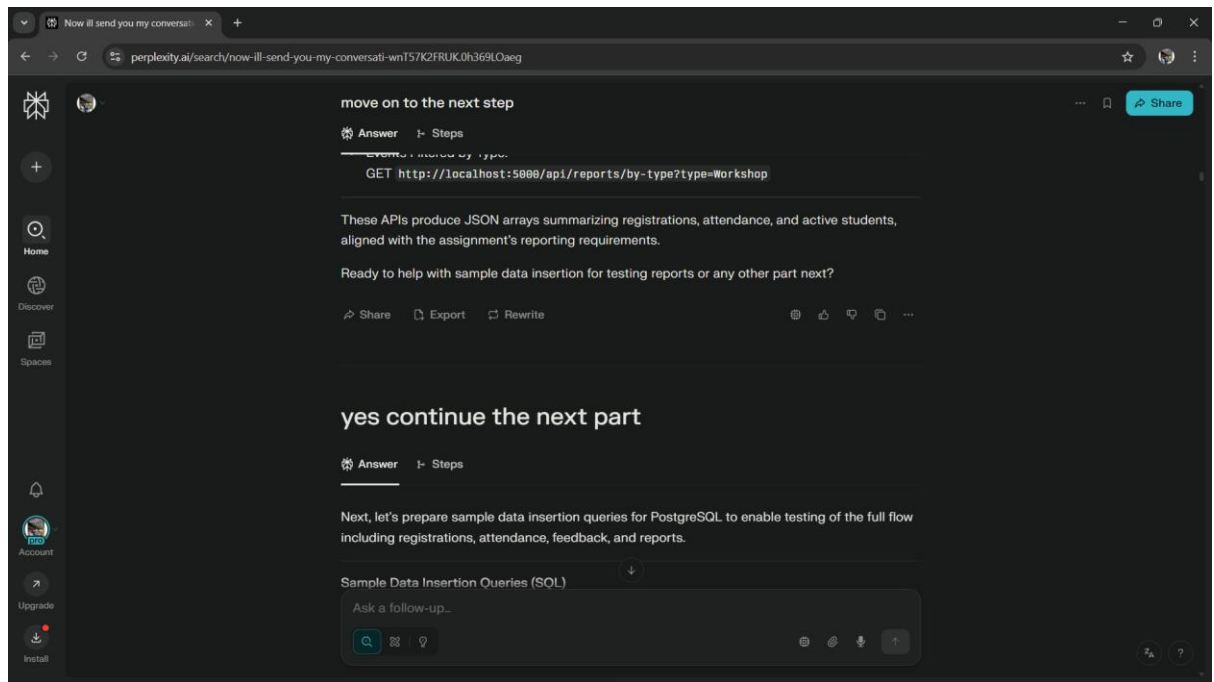 Now ill send you my conversati
perplexity.ai/search/now-ill-send-you-my-conversati-wnT57K2FRUK.0h369LOaeg
move on to the next step
Share
Answer
Steps
Events Filtered by Type:
GET http://localhost:5000/api/reports/by-type?type=Workshop
These APIs produce JSON arrays summarizing registrations, attendance, and active students,
aligned with the assignment's reporting requirements.
Ready to help with sample data insertion for testing reports or any other part next?
Share Export Rewrite
yes continue the next part
Answer
Steps
Next, let's prepare sample data insertion queries for PostgreSQL to enable testing of the full flow
including registrations, attendance, feedback, and reports.
Sample Data Insertion Queries (SQL)
Ask a follow-up...
Home
Discover
Spaces
pro
Account
Upgrade
Install